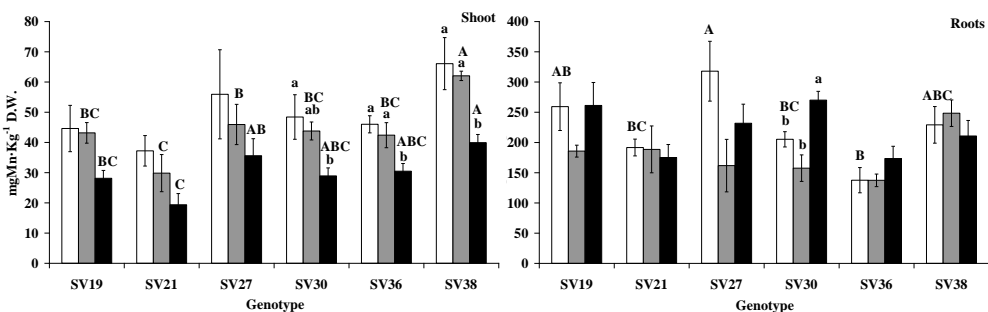 Shoot
mgMn·Kg⁻¹ D.W.
80
70
60
50
40
30
20
10
0
BC
BC
C
C
B
AB
a
BC
ab
ABC
b
a
BC
a
ABC
b
a
A
a
A
b
SV19 SV21 SV27 SV30 SV36 SV38
Genotype
Roots
400
350
300
250
200
150
100
50
0
AB
BC
A
BC
b
b
a
B
ABC
SV19 SV21 SV27 SV30 SV36 SV38
Genotype